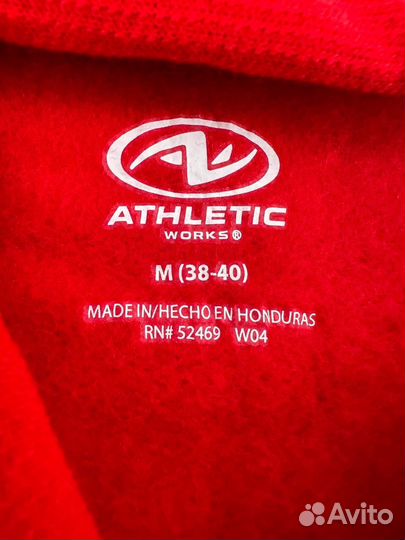 ATHLETIC
WORKS®
M (38-40)
MADE IN/HECHO EN HONDURAS
RN# 52469 W04
Avito